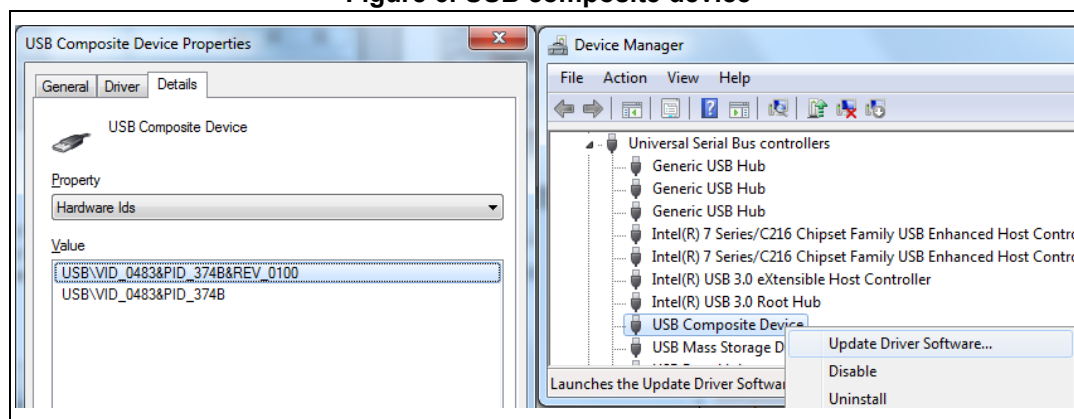 USB Composite Device Properties
General Driver Details
USB Composite Device
Property
Hardware Ids
Value
USB\VID_0483&PID_374B&REV_0100
USB\VID_0483&PID_374B
Device Manager
File Action View Help
Universal Serial Bus controllers
Generic USB Hub
Generic USB Hub
Generic USB Hub
Intel(R) 7 Series/C216 Chipset Family USB Enhanced Host Contro
Intel(R) 7 Series/C216 Chipset Family USB Enhanced Host Contro
Intel(R) USB 3.0 eXtensible Host Controller
Intel(R) USB 3.0 Root Hub
USB Composite Device
USB Mass Storage D
Launches the Update Driver Softwa
Update Driver Software...
Disable
Uninstall